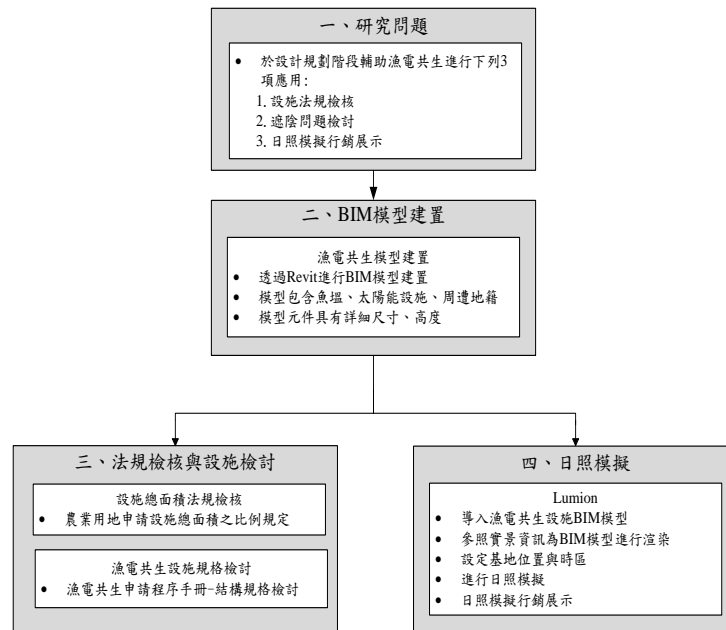 一、研究問題
● 於設計規劃階段輔助漁電共生進行下列3
項應用:
1. 設施法規檢核
2. 遮陰問題檢討
3. 日照模擬行銷展示
二、BIM模型建置
漁電共生模型建置
● 透過Revit進行BIM模型建置
● 模型包含魚塭、太陽能設施、周遭地籍
● 模型元件具有詳細尺寸、高度
三、法規檢核與設施檢討
設施總面積法規檢核
● 農業用地申請設施總面積之比例規定
漁電共生設施規格檢討
● 漁電共生申請程序手冊-結構規格檢討
四、日照模擬
Lumion
● 導入漁電共生設施BIM模型
● 參照實景資訊為BIM模型進行渲染
● 設定基地位置與時區
● 進行日照模擬
● 日照模擬行銷展示